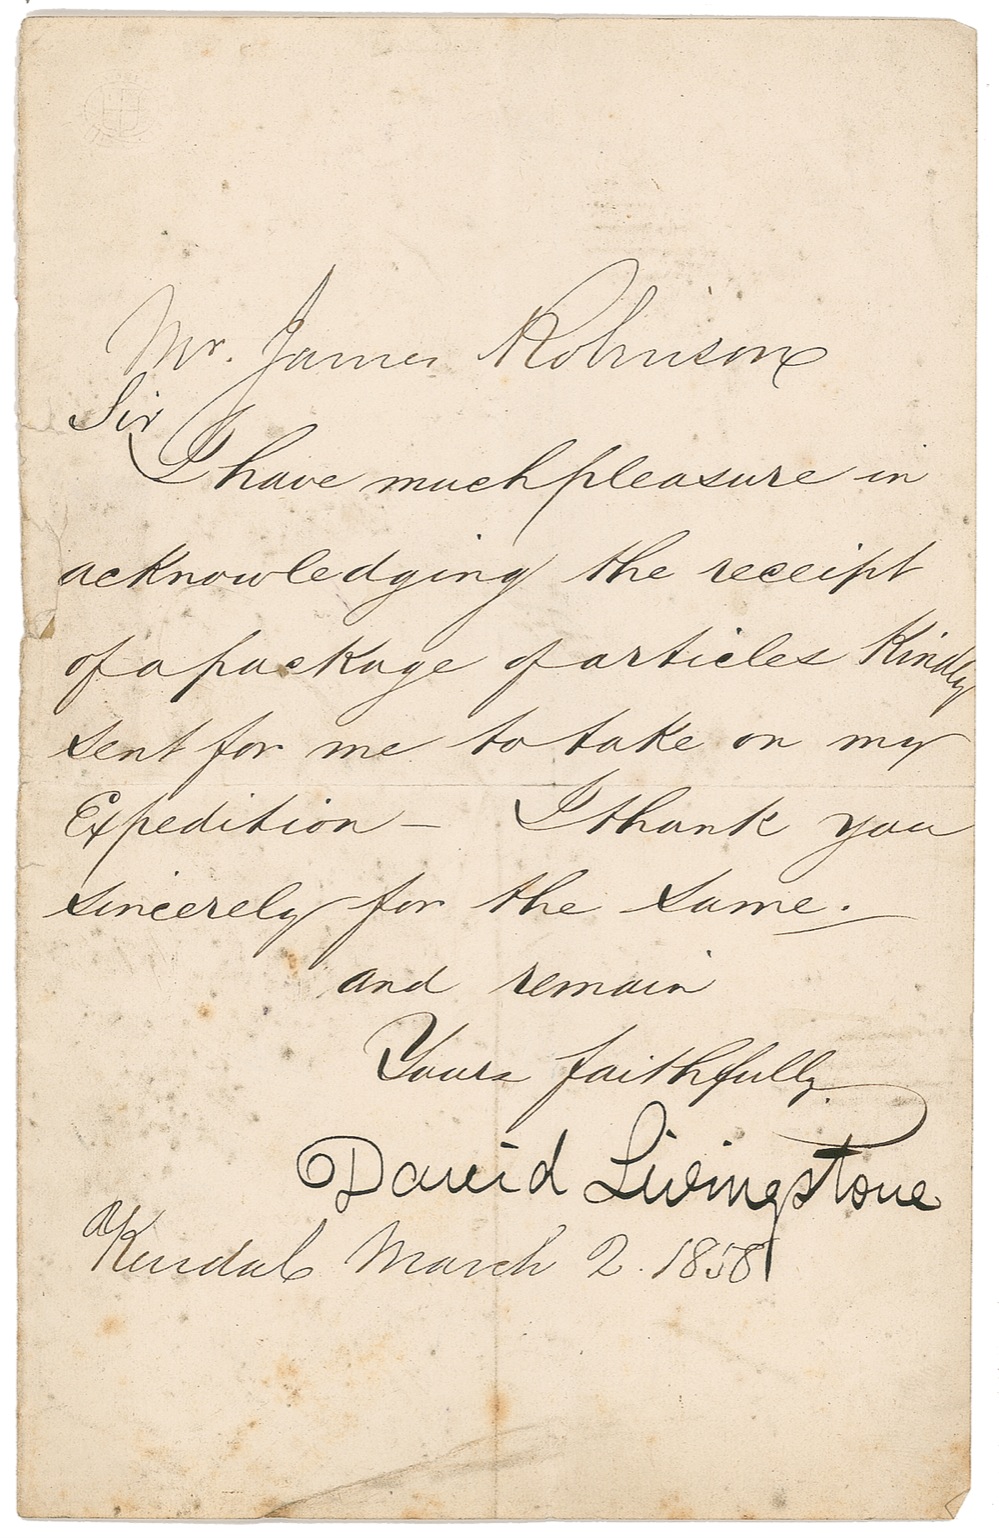 Mr. James Robinson
Sir
I have much pleasure in
acknowledging the receipt
of a package of articles Kindly
sent for me to take on my
Expedition – I thank you
sincerely for the same.
and remain
Yours faithfully
David Livingstone
Kendal March 2. 1858